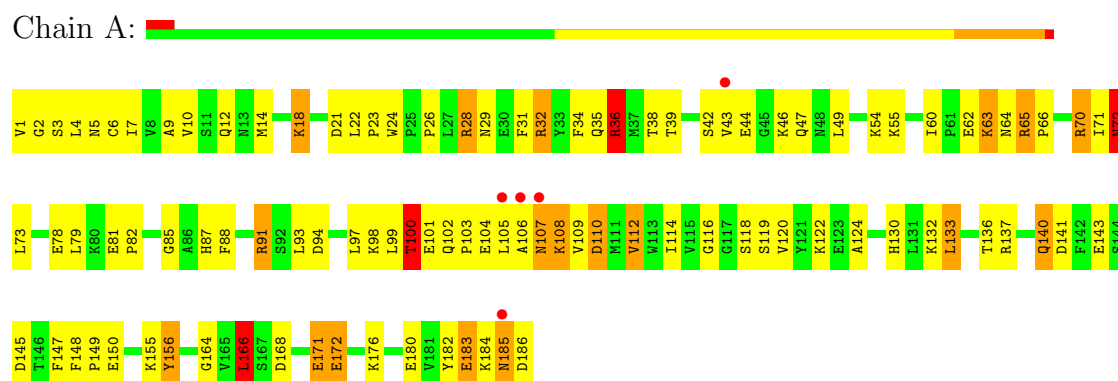 Chain A:
V1 G2 S3 L4 N5 C6 I7 V8 A9 V10 S11 Q12 N13 M14 K18 D21 L22 P23 W24 P25 P26 L27 R28 N29 E30 F31 R32 Y33 F34 Q35 R36 M37 T38 T39 S42 V43 E44 G45 K46 Q47 N48 L49 K54 K55 I60 P61 E62 K63 N64 R65 P66 R70 I71 N72
L73 E78 L79 K80 E81 P82 G85 A86 H87 F88 R91 S92 L93 D94 L97 K98 L99 T100 E101 Q102 P103 E104 L105 A106 N107 K108 V109 D110 M111 V112 W113 I114 V115 G116 G117 S118 S119 V120 Y121 K122 E123 A124 H130 L131 K132 L133 T136 R137 Q140 D141 F142 E143 S144
D145 T146 F147 F148 P149 E150 K155 Y156 G164 V165 L166 S167 D168 E171 E172 K176 E180 V181 Y182 E183 K184 N185 D186